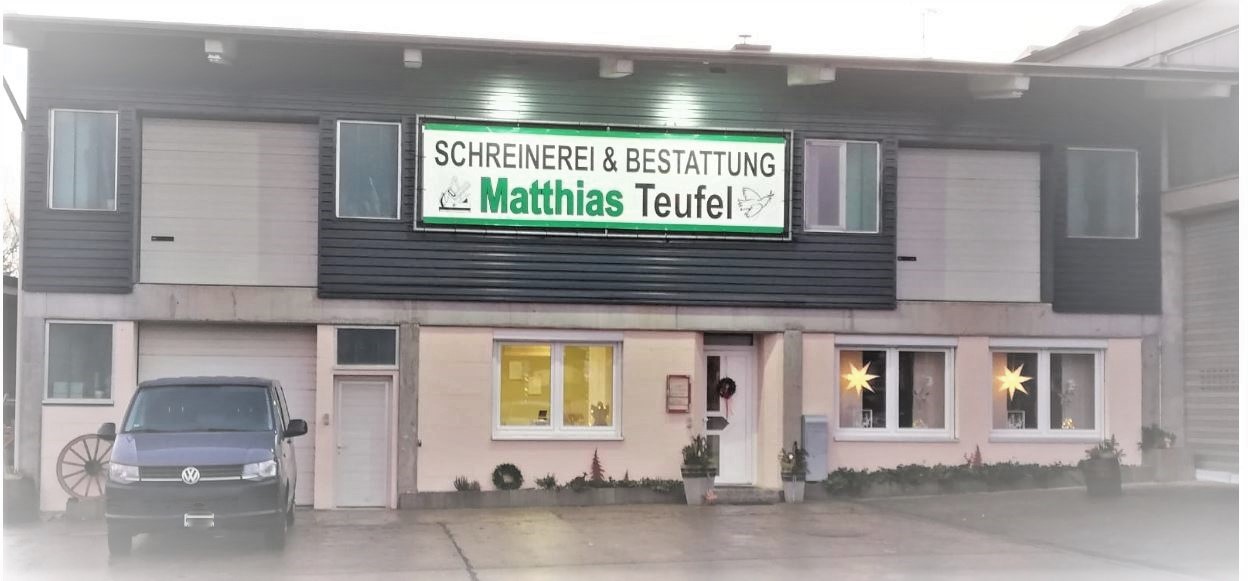 SCHREINEREI & BESTATTUNG
Matthias Teufel